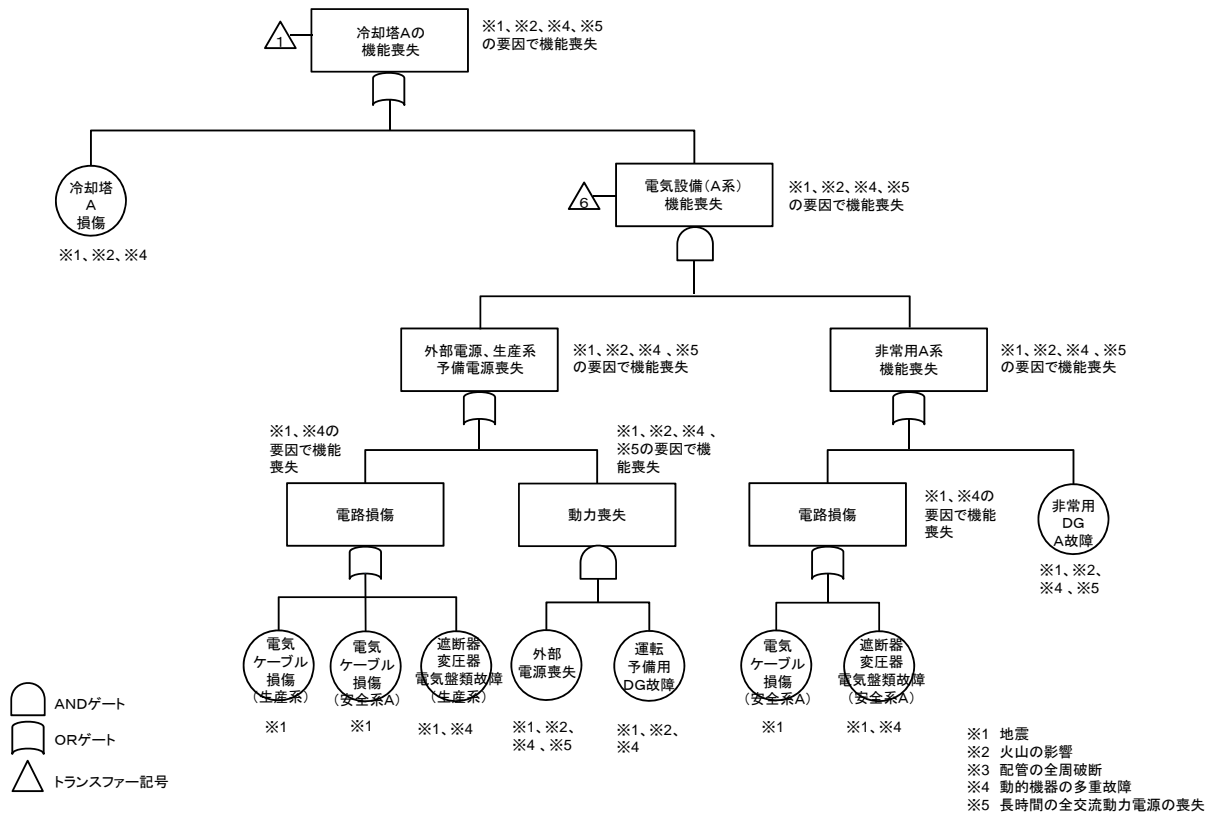 冷却塔Aの
機能喪失
1
※1、※2、※4、※5
の要因で機能喪失
冷却塔
A
損傷
※1、※2、※4
電気設備(A系)
機能喪失
6
※1、※2、※4、※5
の要因で機能喪失
外部電源、生産系
予備電源喪失
※1、※2、※4 、※5
の要因で機能喪失
非常用A系
機能喪失
※1、※2、※4 、※5
の要因で機能喪失
※1、※4の
要因で機能
喪失
電路損傷
※1、※2、※4 、
※5の要因で機
能喪失
動力喪失
電路損傷
※1、※4の
要因で機能
喪失
非常用
DG
A故障
※1、※2、
※4 、※5
電気
ケーブル
損傷
(生産系)
※1
電気
ケーブル
損傷
(安全系A)
※1
遮断器
変圧器
電気盤類故障
(生産系)
※1、※4
外部
電源喪失
※1、※2、
※4 、※5
運転
予備用
DG故障
※1、※2、
※4
電気
ケーブル
損傷
(安全系A)
※1
遮断器
変圧器
電気盤類故障
(安全系A)
※1、※4
ANDゲート
ORゲート
トランスファー記号
※1 地震
※2 火山の影響
※3 配管の全周破断
※4 動的機器の多重故障
※5 長時間の全交流動力電源の喪失